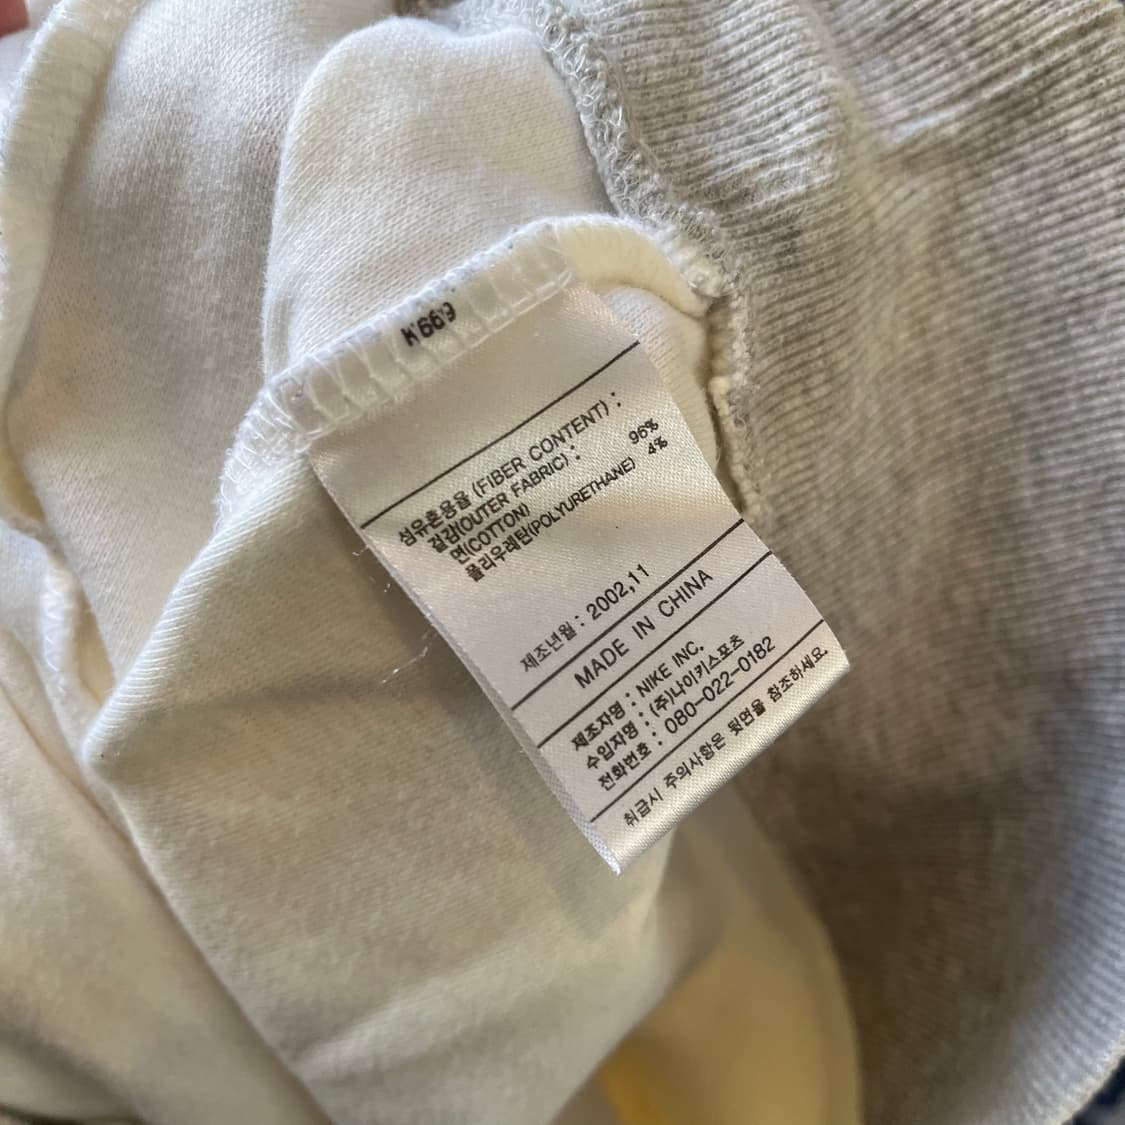 K669
섬유혼용율 (FIBER CONTENT) :
겉감(OUTER FABRIC) :
면(COTTON) 96%
폴리우레탄(POLYURETHANE) 4%
제조년월 : 2002,11
MADE IN CHINA
제조자명 : NIKE INC.
수입자명 : (주)나이키스포츠
전화번호 : 080-022-0182
취급시 주의사항은 뒷면을 참조하세요.